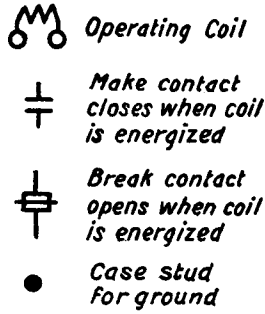 Operating Coil
Make contact
closes when coil
is energized
Break contact
opens when coil
is energized
Case stud
for ground